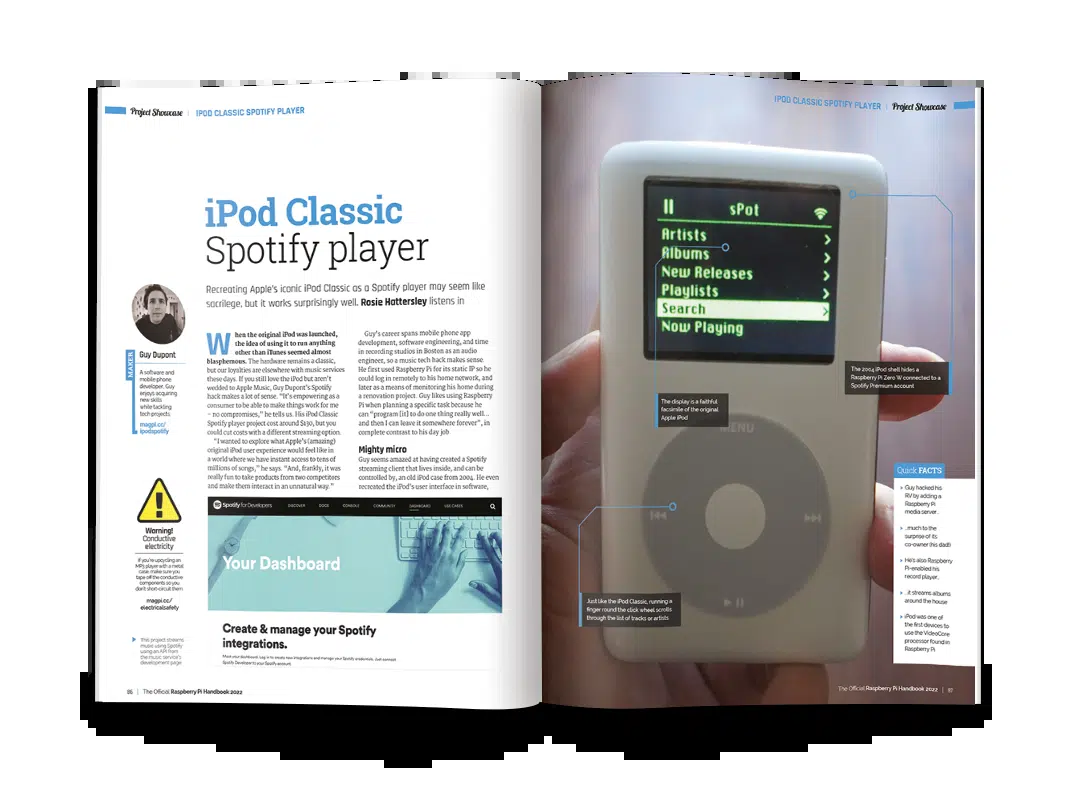 Project Showcase | IPOD CLASSIC SPOTIFY PLAYER
iPod Classic
Spotify player
Recreating Apple's iconic iPod Classic as a Spotify player may seem like
sacrilege, but it works surprisingly well. Rosie Hattersley listens in
MAKER
Guy Dupont
A software and
mobile phone
developer, Guy
enjoys acquiring
new skills
while tackling
tech projects.
magpi.cc/
ipodspotify
Warning!
Conductive
electricity
If you're upcycling an
MP3 player with a metal
case, make sure you
tape off the conductive
components so you
don't short-circuit them.
magpi.cc/
electricalsafety
This project streams
music using Spotify
using an API from
the music service's
development page
When the original iPod was launched,
the idea of using it to run anything
other than iTunes seemed almost
blasphemous. The hardware remains a classic,
but our loyalties are elsewhere with music services
these days. If you still love the iPod but aren't
wedded to Apple Music, Guy Dupont's Spotify
hack makes a lot of sense. "It's empowering as a
consumer to be able to make things work for me
– no compromises," he tells us. His iPod Classic
Spotify player project cost around $130, but you
could cut costs with a different streaming option.
"I wanted to explore what Apple's (amazing)
original iPod user experience would feel like in
a world where we have instant access to tens of
millions of songs," he says. "And, frankly, it was
really fun to take products from two competitors
and make them interact in an unnatural way."
Guy's career spans mobile phone app
development, software engineering, and time
in recording studios in Boston as an audio
engineer, so a music tech hack makes sense.
He first used Raspberry Pi for its static IP so he
could log in remotely to his home network, and
later as a means of monitoring his home during
a renovation project. Guy likes using Raspberry
Pi when planning a specific task because he
can "program [it] to do one thing really well...
and then I can leave it somewhere forever", in
complete contrast to his day job
Mighty micro
Guy seems amazed at having created a Spotify
streaming client that lives inside, and can be
controlled by, an old iPod case from 2004. He even
recreated the iPod's user interface in software,
Spotify for Developers
DISCOVER
DOCS
CONSOLE
COMMUNITY
DASHBOARD
USE CASES
Your Dashboard
Create & manage your Spotify
integrations.
86 | The Official Raspberry Pi Handbook 2022
IPOD CLASSIC SPOTIFY PLAYER | Project Showcase
sPot
Artists
Albums
New Releases
Playlists
Search
Now Playing
The 2004 iPod shell hides a
Raspberry Pi Zero W connected to a
Spotify Premium account
The display is a faithful
facsimile of the original
Apple iPod
MENU
Just like the iPod Classic, running a
finger round the click wheel scrolls
through the list of tracks or artists
Quick FACTS
Guy hacked his
RV by adding a
Raspberry Pi
media server...
...much to the
surprise of its
co-owner (his dad!)
He's also Raspberry
Pi-enabled his
record player...
...it streams albums
around the house
iPod was one of
the first devices to
use the VideoCore
processor found in
Raspberry Pi
The Official Raspberry Pi Handbook 2022 | 87